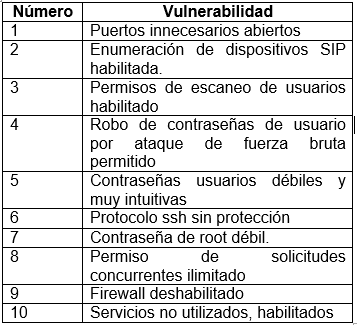 Número Vulnerabilidad
1 Puertos innecesarios abiertos
2 Enumeración de dispositivos SIP
habilitada.
3 Permisos de escaneo de usuarios
habilitado
4 Robo de contraseñas de usuario
por ataque de fuerza bruta
permitido
5 Contraseñas usuarios débiles y
muy intuitivas
6 Protocolo ssh sin protección
7 Contraseña de root débil.
8 Permiso de solicitudes
concurrentes ilimitado
9 Firewall deshabilitado
10 Servicios no utilizados, habilitados